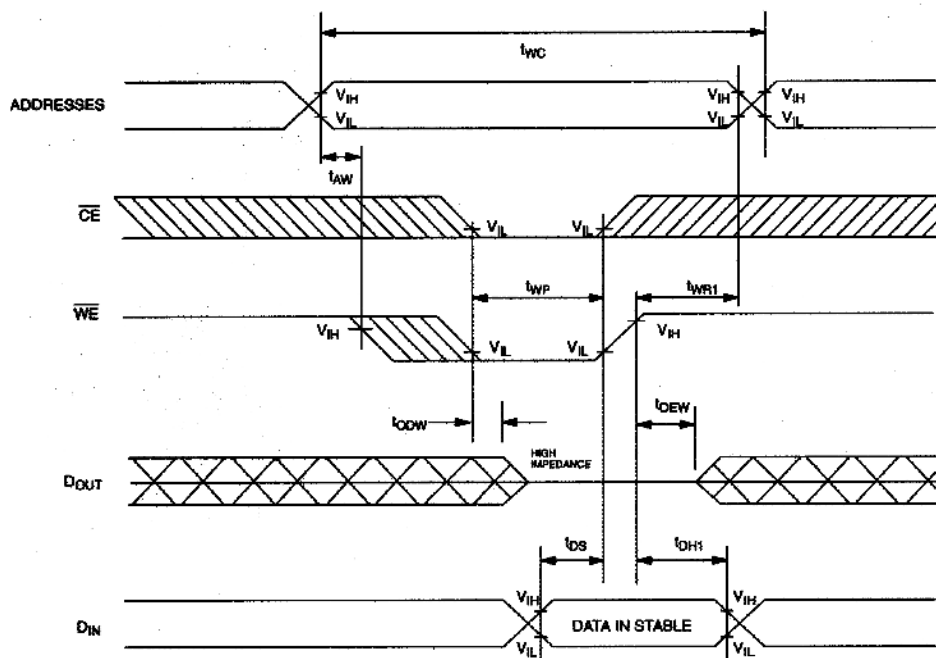 tWC
ADDRESSES
VIH
VIL
VIH
VIL
VIH
VIL
tAW
CE
VIL
VIL
tWP
tWR1
WE
VIH
VIL
VIL
VIH
tODW
tOEW
HIGH
IMPEDANCE
DOUT
tDS
tDH1
VIH
VIH
DIN
DATA IN STABLE
VIL
VIL